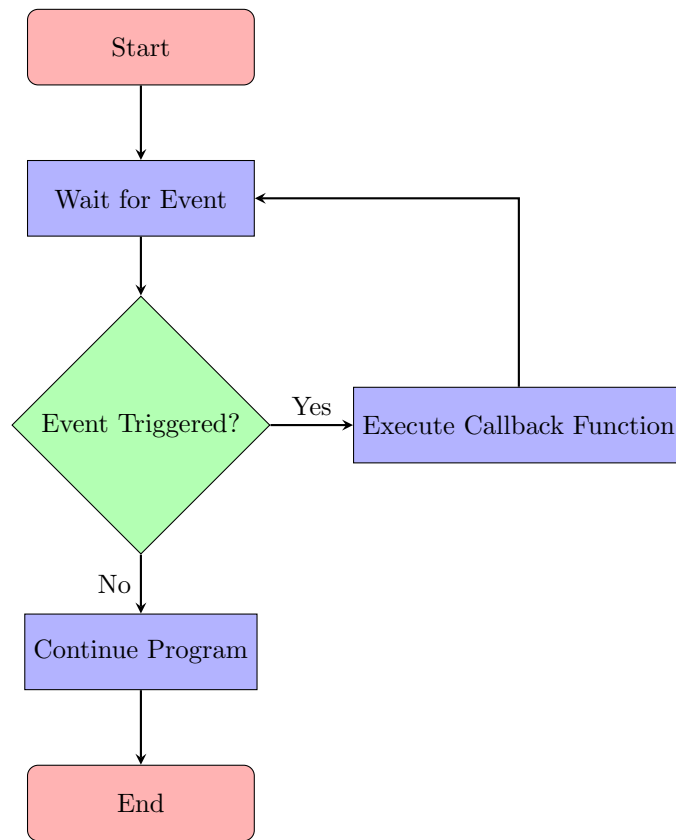 Start
Wait for Event
Event Triggered?
Yes
Execute Callback Function
No
Continue Program
End